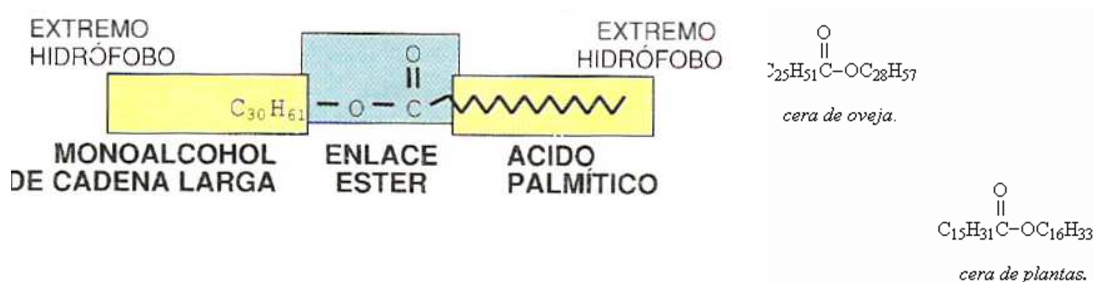 EXTREMO
HIDRÓFOBO
EXTREMO
HIDRÓFOBO
O
C30H61 – O – C
MONOALCOHOL
DE CADENA LARGA
ENLACE
ESTER
ACIDO
PALMÍTICO
O
C25H51C–OC28H57
cera de oveja.
O
C15H31C–OC16H33
cera de plantas.